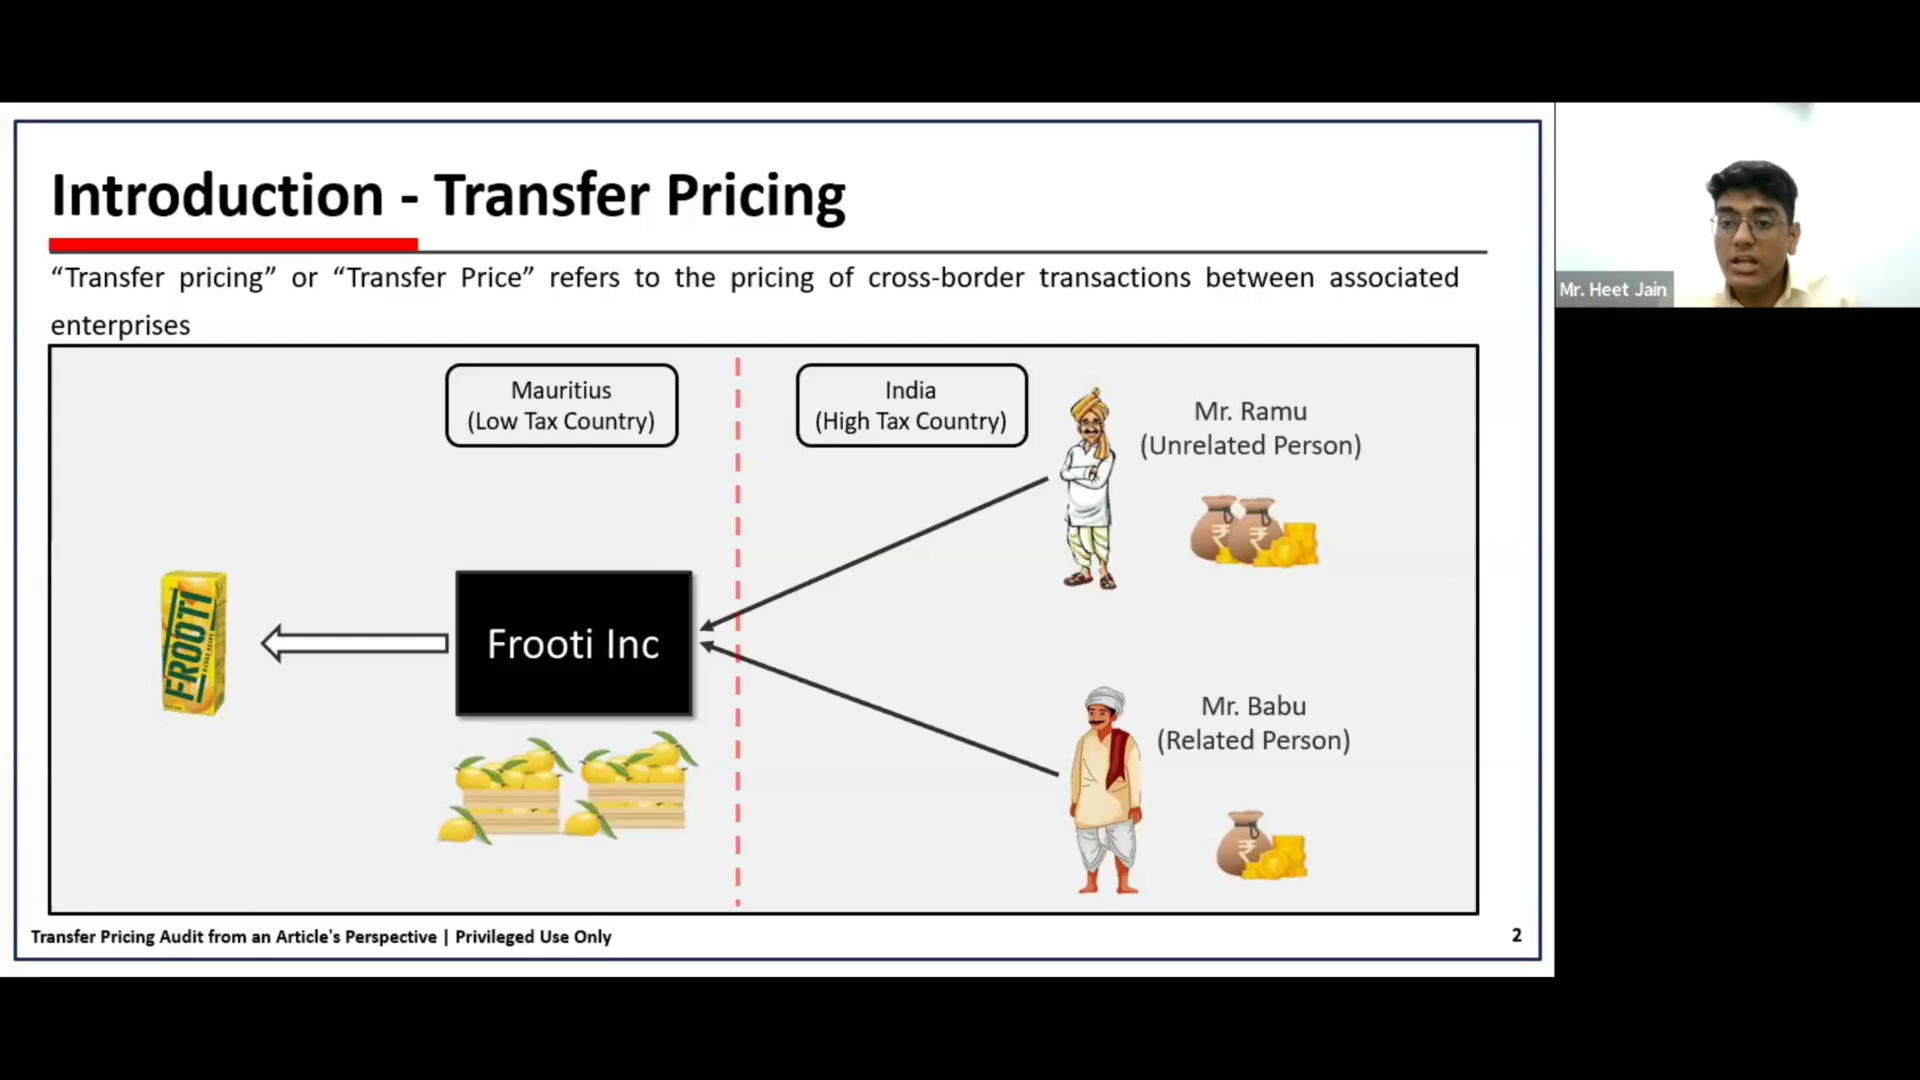 Introduction - Transfer Pricing
“Transfer pricing” or “Transfer Price” refers to the pricing of cross-border transactions between associated
enterprises
Mauritius
(Low Tax Country)
India
(High Tax Country)
Mr. Ramu
(Unrelated Person)
Frooti Inc
FROOTI
Mr. Babu
(Related Person)
Transfer Pricing Audit from an Article's Perspective | Privileged Use Only
2
Mr. Heet Jain